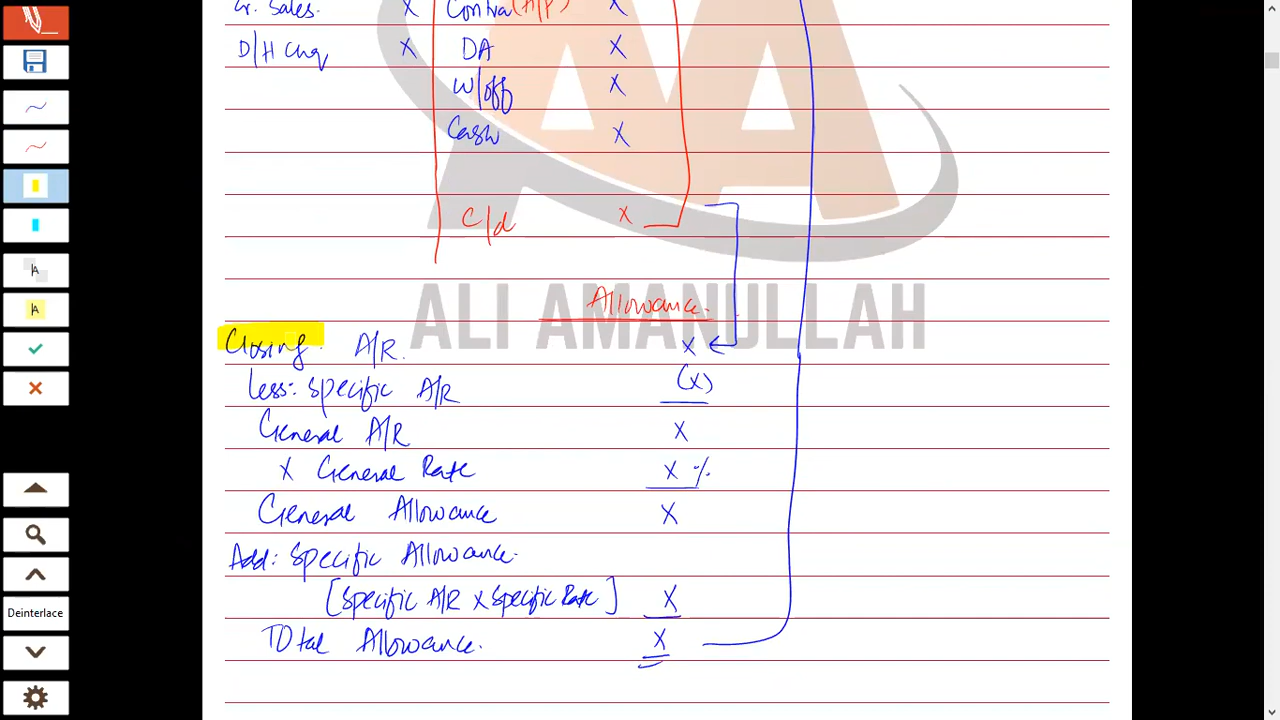 Cr. Sales. X Contra (A/P) X
D/H Chq X DA X
W/off X
Cash X
C/d X
Allowance.
ALI AMANULLAH
Closing A/R. X
less: specific A/R (X)
General A/R X
X General Rate X %
General Allowance X
Add: Specific Allowance.
[Specific A/R X Specific Rate] X
Total Allowance. X
A
A
Deinterlace